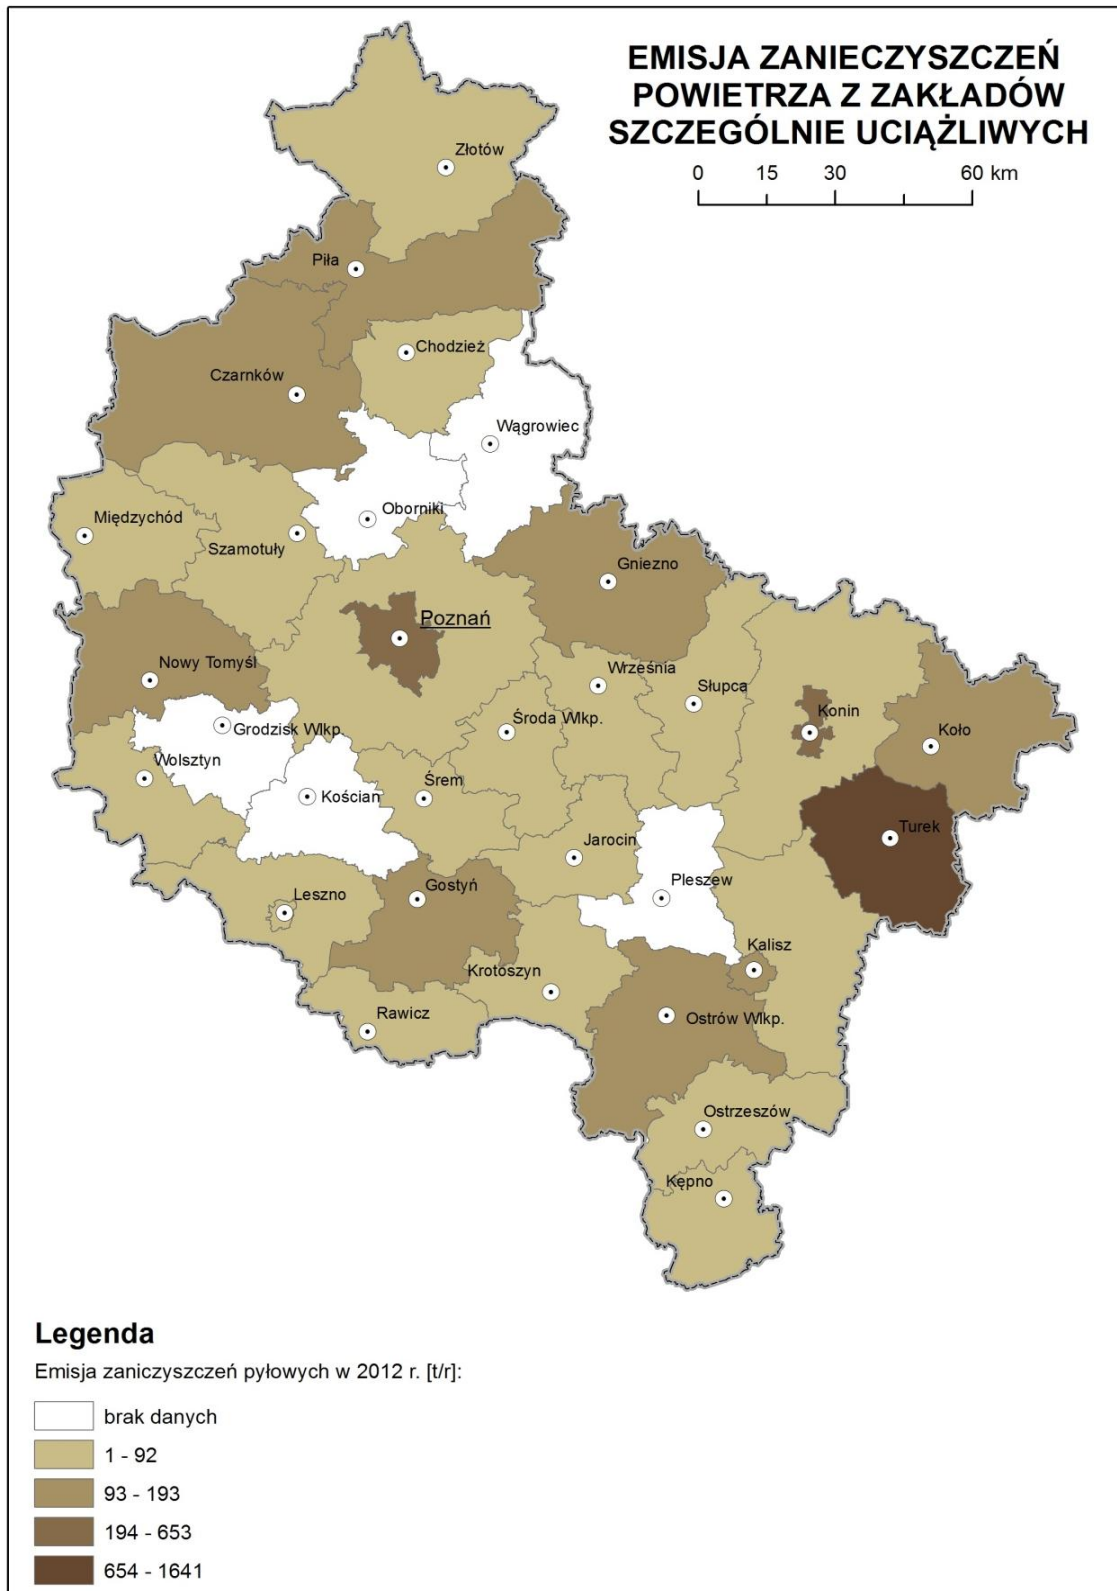 EMISJA ZANIECZYSZCZEŃ
POWIETRZA Z ZAKŁADÓW
SZCZEGÓLNIE UCIĄŻLIWYCH
0 15 30 60 km
Złotów
Piła
Chodzież
Czarnków
Wągrowiec
Oborniki
Międzychód
Szamotuły
Gniezno
Poznań
Nowy Tomyśl
Września
Słupca
Środa Wlkp.
Konin
Grodzisk Wlkp.
Koło
Wolsztyn
Śrem
Kościan
Turek
Jarocin
Pleszew
Gostyń
Leszno
Kalisz
Krotoszyn
Rawicz
Ostrów Wlkp.
Ostrzeszów
Kępno
Legenda
Emisja zaniczyszczeń pyłowych w 2012 r. [t/r]:
brak danych
1 - 92
93 - 193
194 - 653
654 - 1641